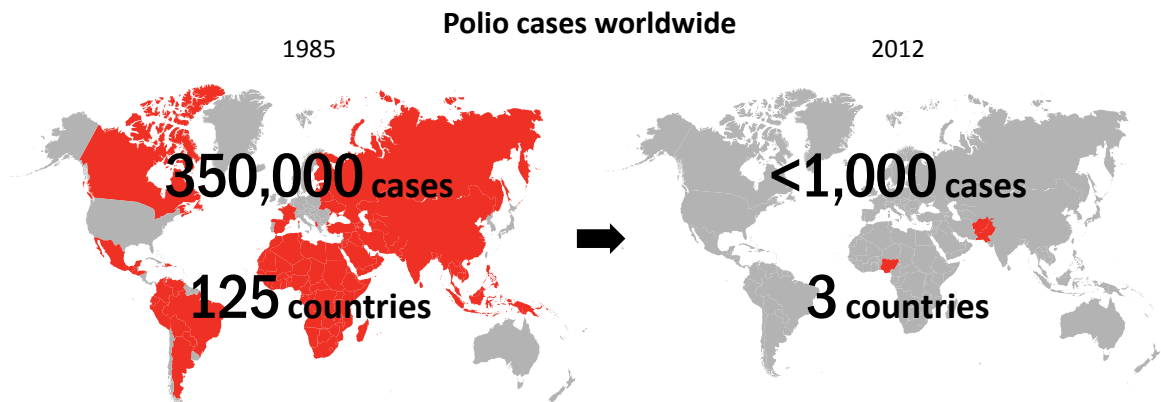 Polio cases worldwide
1985
2012
350,000 cases
<1,000 cases
125 countries
3 countries